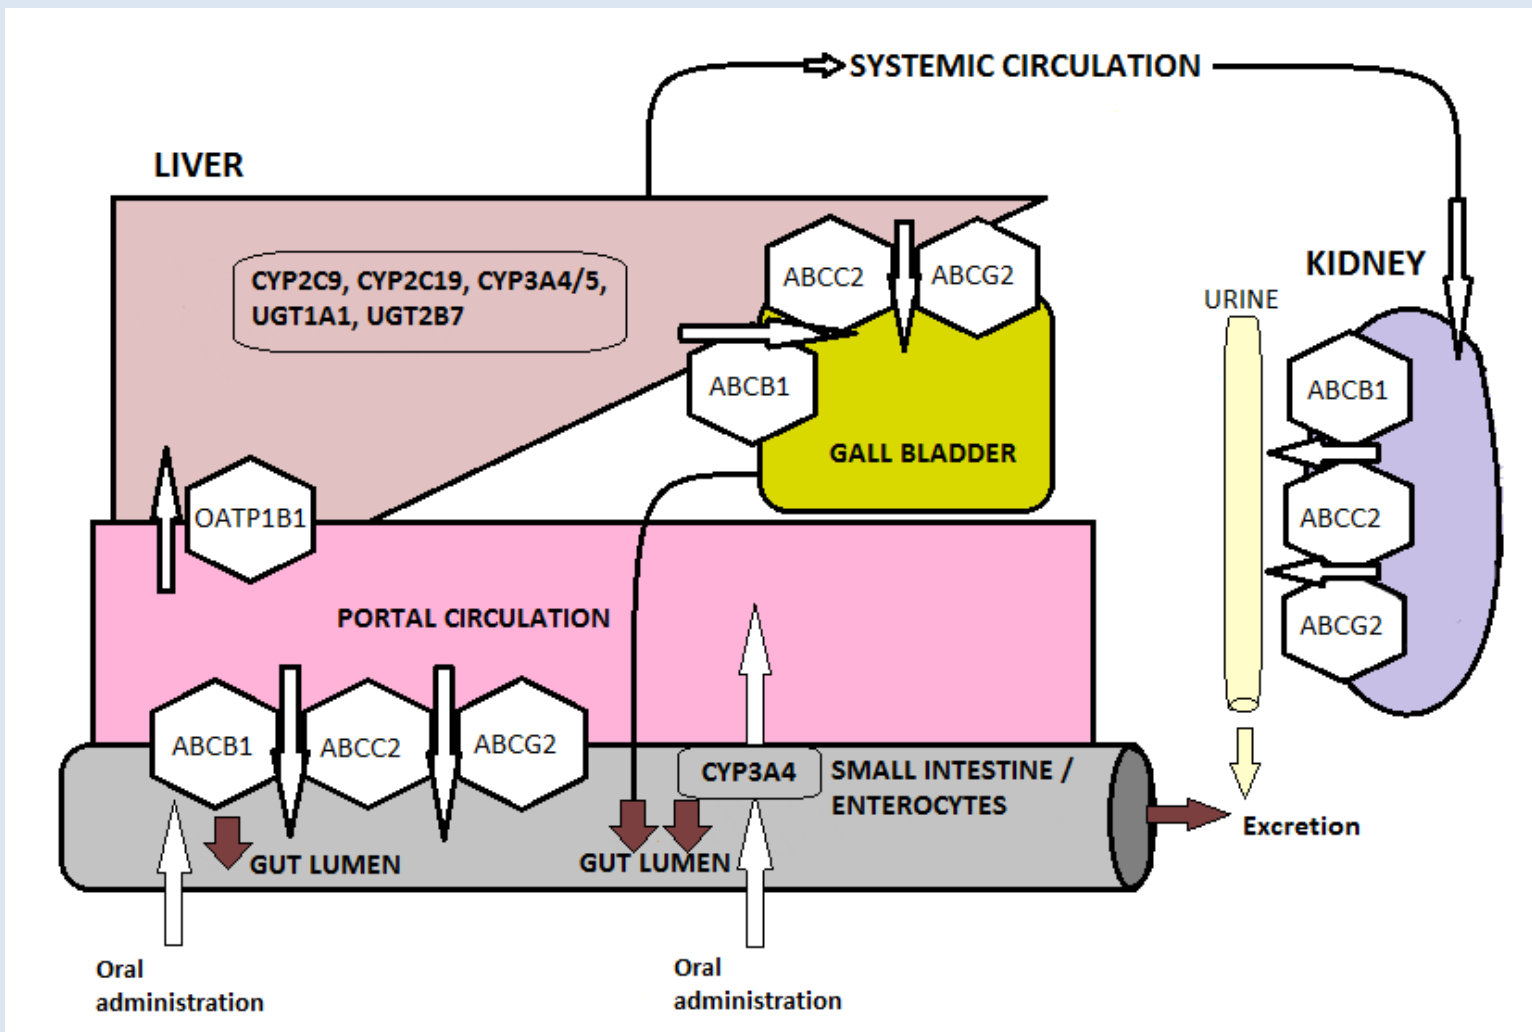 SYSTEMIC CIRCULATION
LIVER
CYP2C9, CYP2C19, CYP3A4/5,
UGT1A1, UGT2B7
ABCC2
ABCG2
ABCB1
GALL BLADDER
KIDNEY
URINE
ABCB1
ABCC2
ABCG2
OATP1B1
PORTAL CIRCULATION
ABCB1
ABCC2
ABCG2
CYP3A4
SMALL INTESTINE /
ENTEROCYTES
GUT LUMEN
GUT LUMEN
Excretion
Oral
administration
Oral
administration